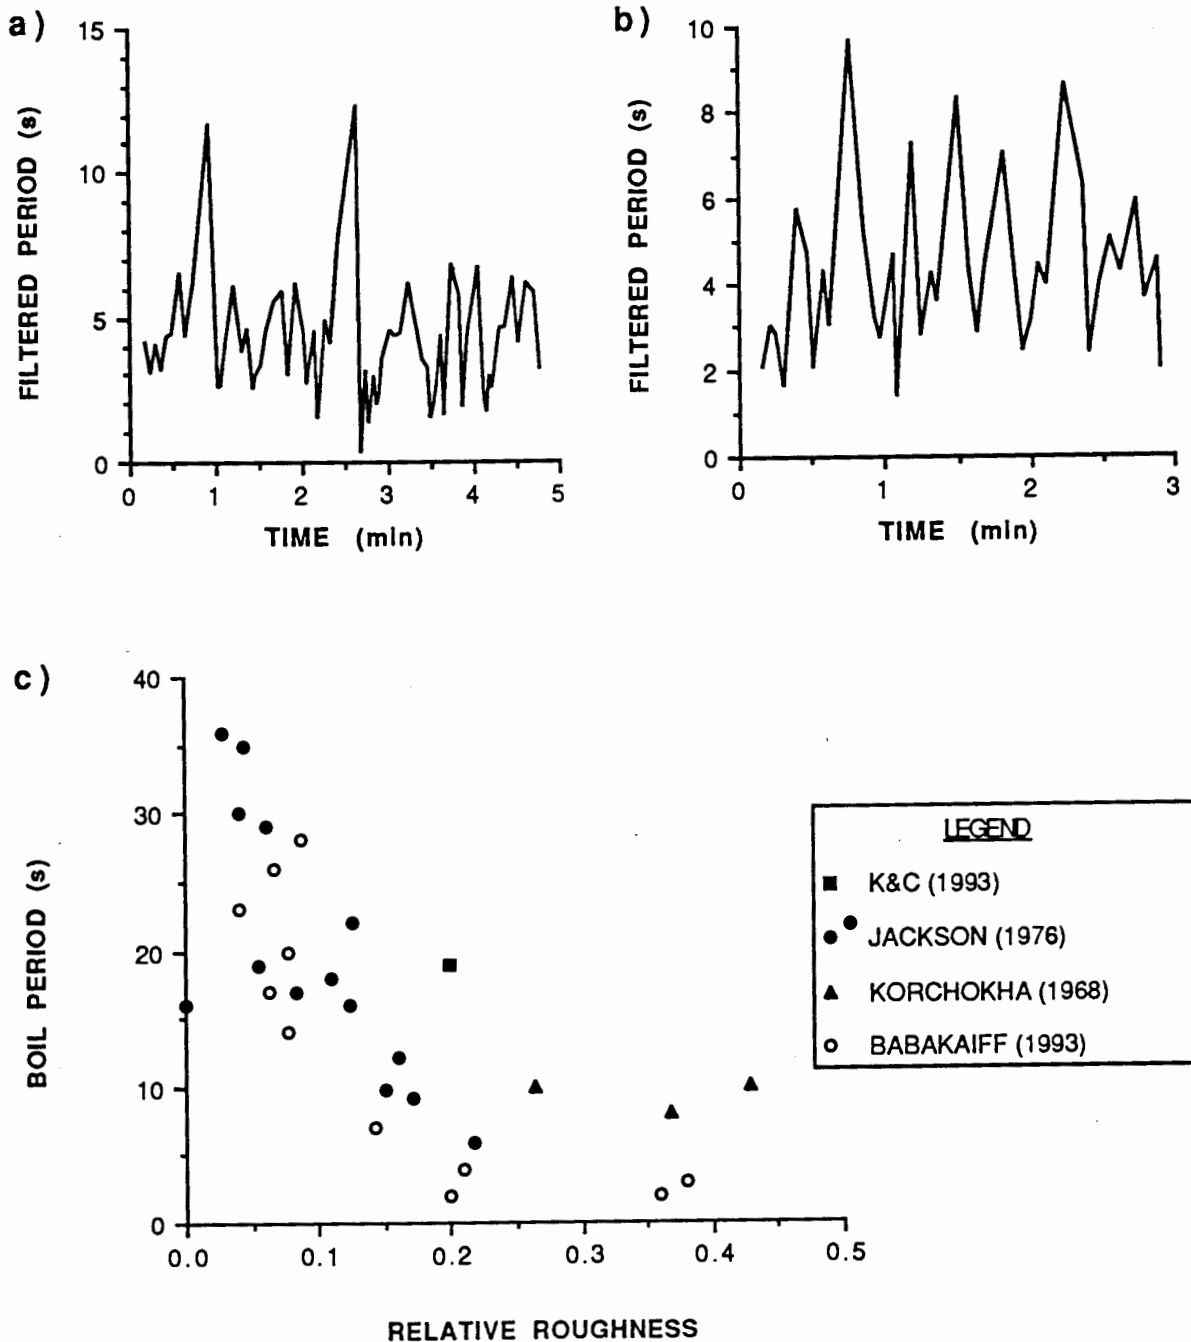 a)
15
10
5
0
FILTERED PERIOD (s)
0 1 2 3 4 5
TIME (min)
b)
10
8
6
4
2
0
FILTERED PERIOD (s)
0 1 2 3
TIME (min)
c)
40
30
20
10
0
BOIL PERIOD (s)
0.0 0.1 0.2 0.3 0.4 0.5
RELATIVE ROUGHNESS
LEGEND
K&C (1993)
JACKSON (1976)
KORCHOKHA (1968)
BABAKAIFF (1993)